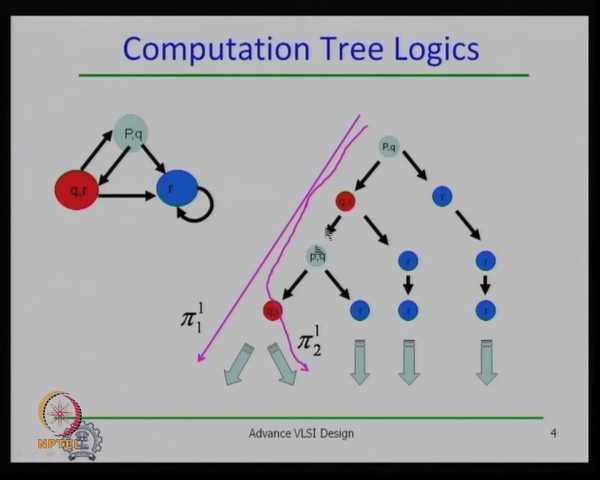 Computation Tree Logics
P,q
q,r
r
P,q
q,r
r
p,q
r
r
r
r
r
π₁¹
π₂¹
NPTEL
Advance VLSI Design
4